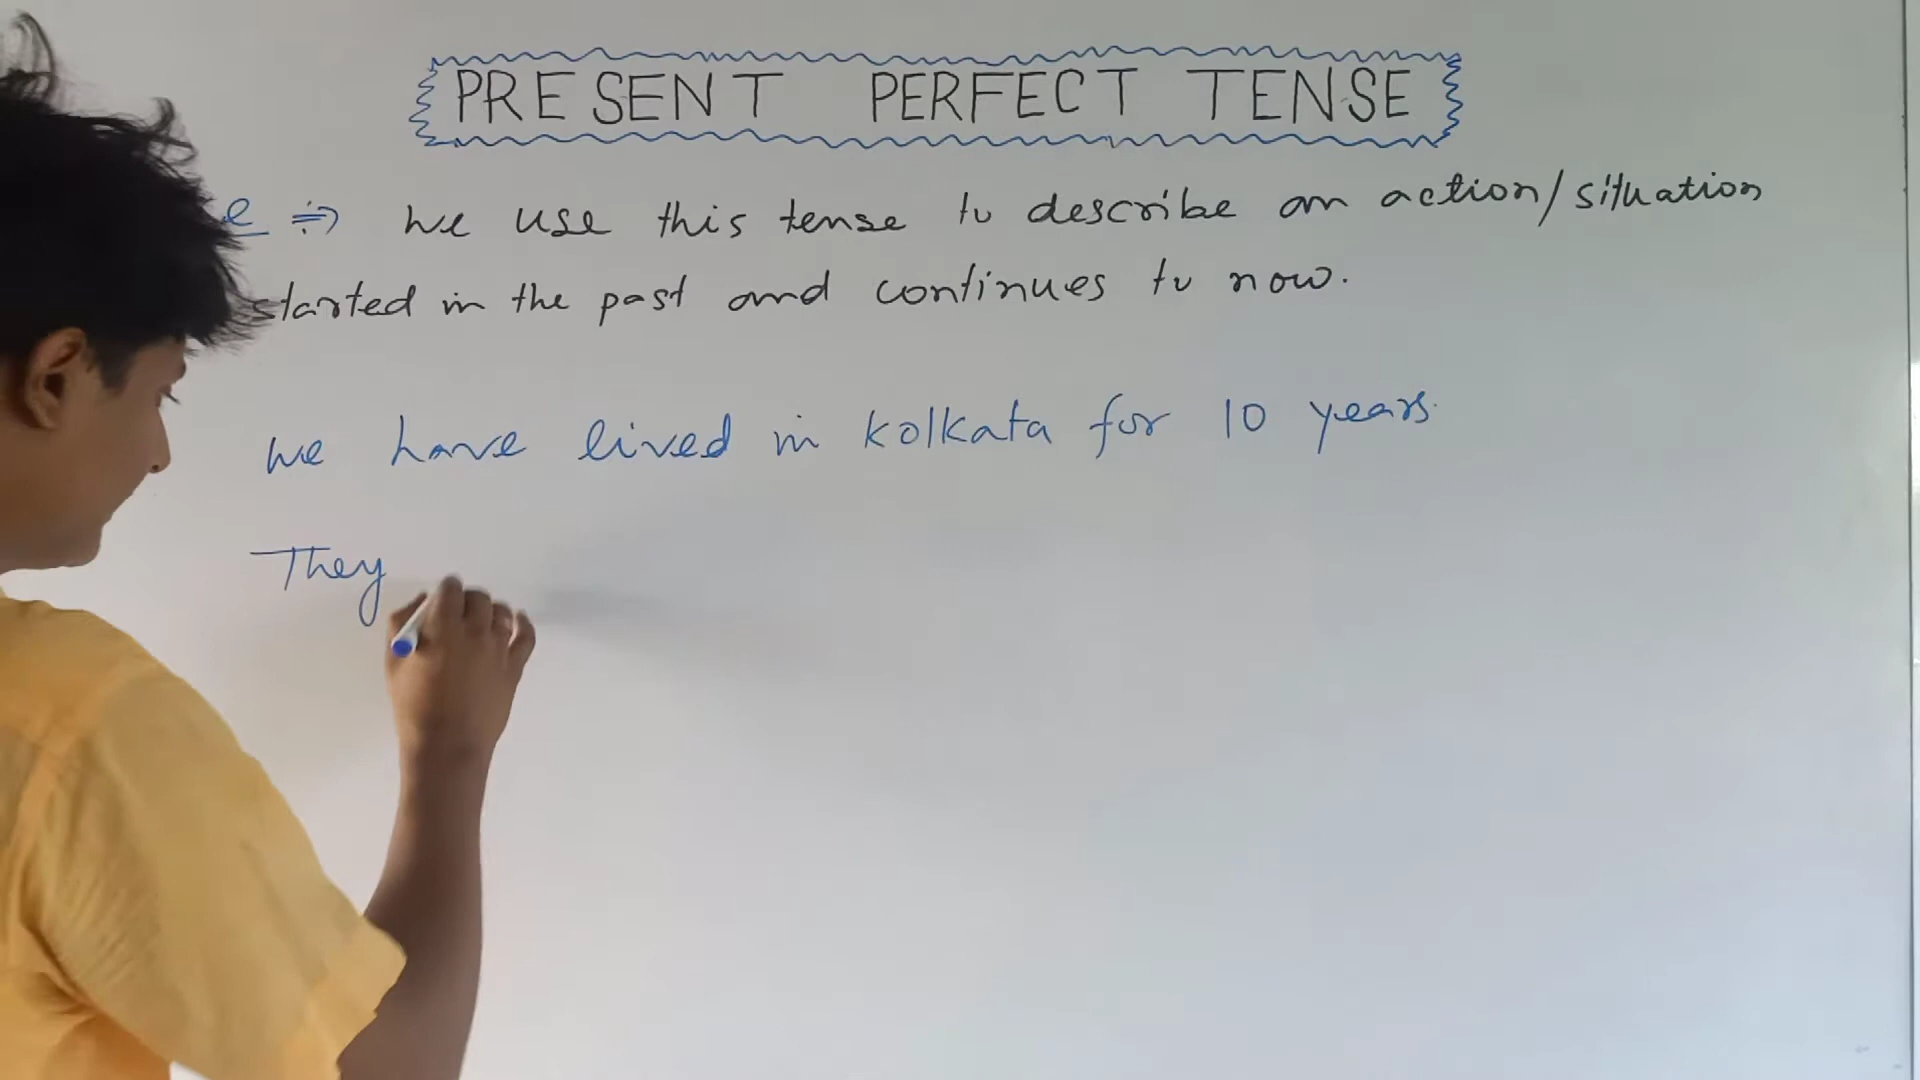 PRESENT PERFECT TENSE
⇒ We use this tense to describe an action/situation
started in the past and continues to now.
We have lived in Kolkata for 10 years.
They